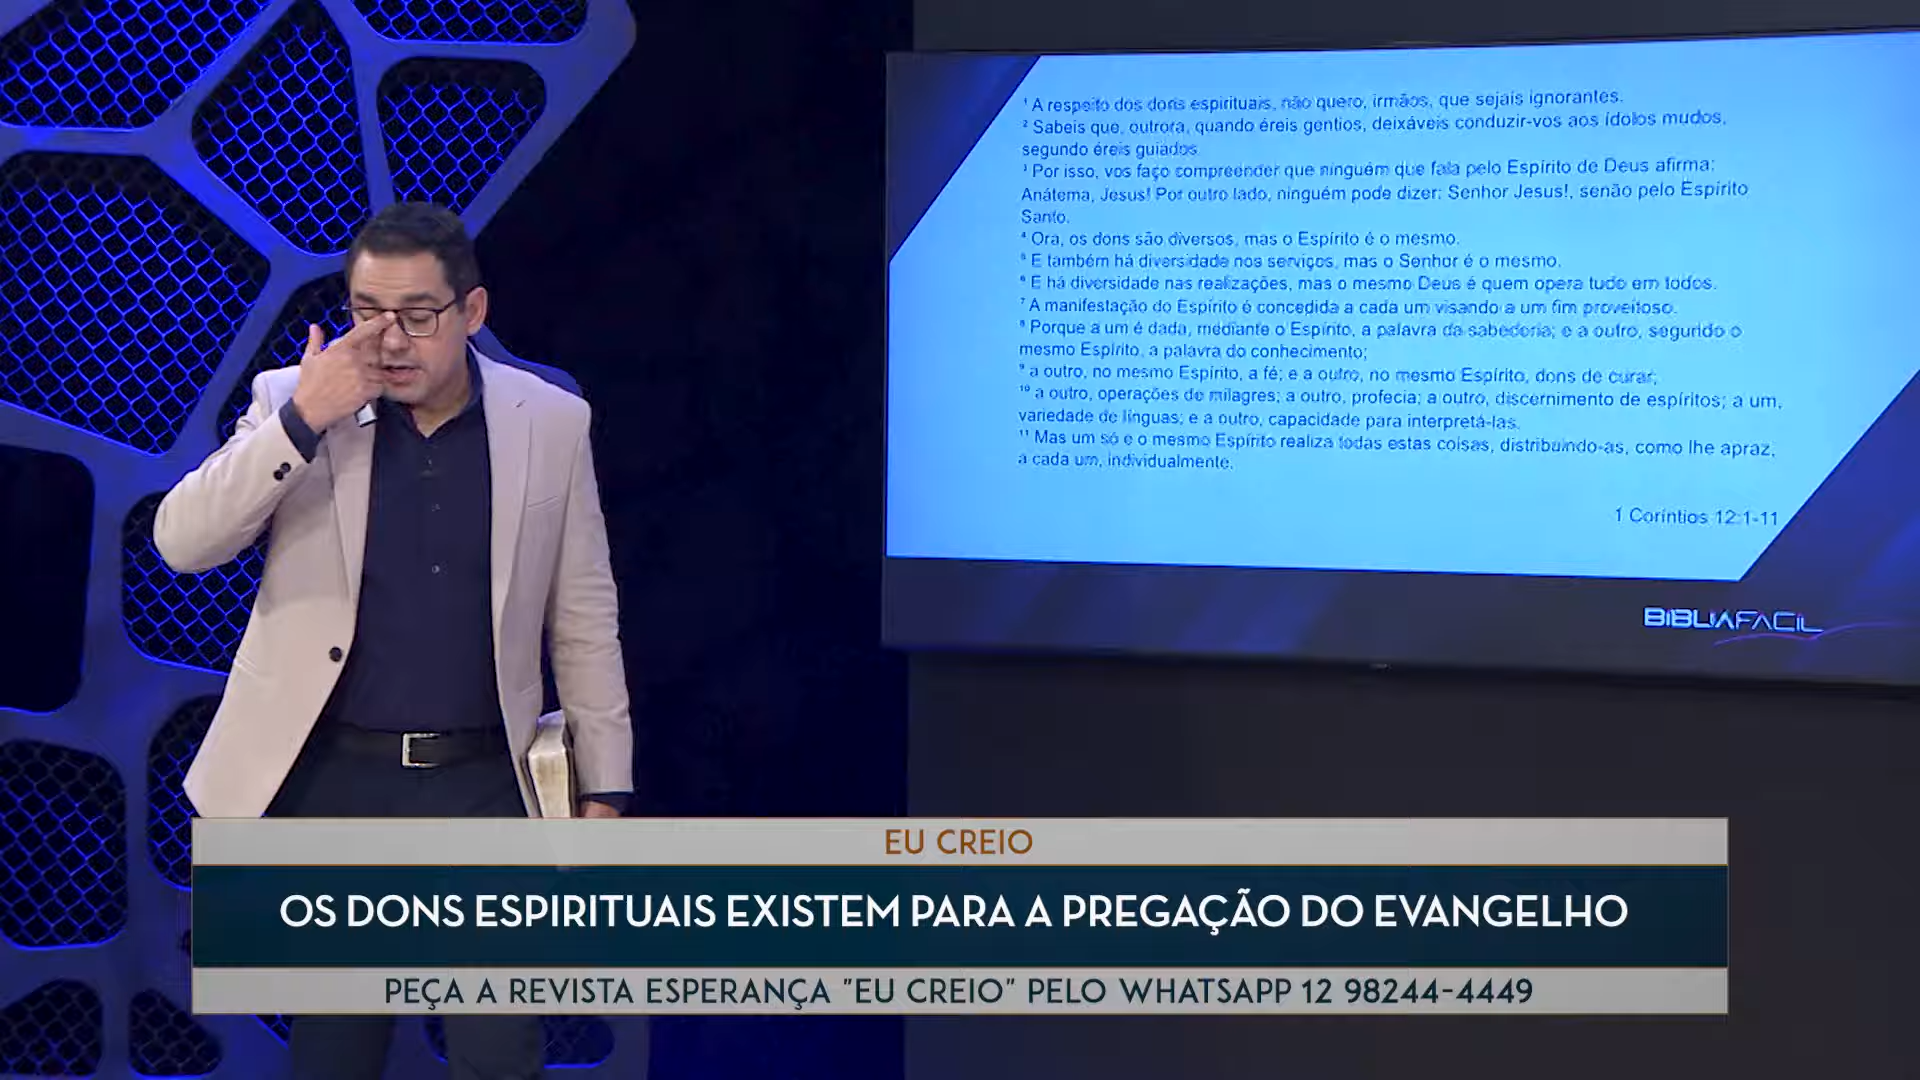 ¹ A respeito dos dons espirituais, não quero, irmãos, que sejais ignorantes.
² Sabeis que, outrora, quando éreis gentios, deixáveis conduzir-vos aos ídolos mudos,
segundo éreis guiados.
³ Por isso, vos faço compreender que ninguém que fala pelo Espírito de Deus afirma:
Anátema, Jesus! Por outro lado, ninguém pode dizer: Senhor Jesus!, senão pelo Espírito
Santo.
⁴ Ora, os dons são diversos, mas o Espírito é o mesmo.
⁵ E também há diversidade nos serviços, mas o Senhor é o mesmo.
⁶ E há diversidade nas realizações, mas o mesmo Deus é quem opera tudo em todos.
⁷ A manifestação do Espírito é concedida a cada um visando a um fim proveitoso.
⁸ Porque a um é dada, mediante o Espírito, a palavra da sabedoria; e a outro, segundo o
mesmo Espírito, a palavra do conhecimento;
⁹ a outro, no mesmo Espírito, a fé; e a outro, no mesmo Espírito, dons de curar;
¹⁰ a outro, operações de milagres; a outro, profecia; a outro, discernimento de espíritos; a um,
variedade de línguas; e a outro, capacidade para interpretá-las.
¹¹ Mas um só e o mesmo Espírito realiza todas estas coisas, distribuindo-as, como lhe apraz,
a cada um, individualmente.
1 Coríntios 12:1-11
BIBLIAFACIL
EU CREIO
OS DONS ESPIRITUAIS EXISTEM PARA A PREGAÇÃO DO EVANGELHO
PEÇA A REVISTA ESPERANÇA "EU CREIO" PELO WHATSAPP 12 98244-4449